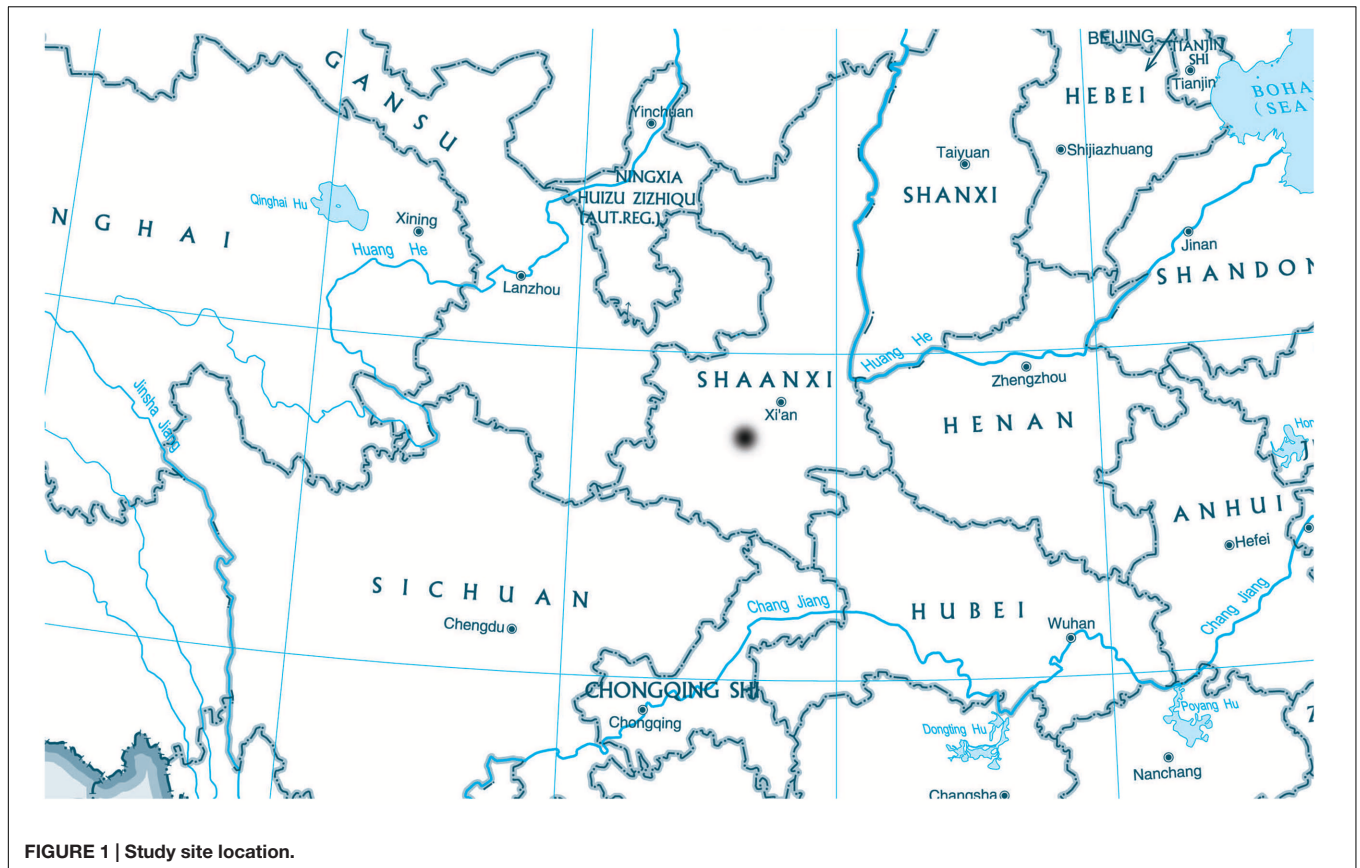 BEIJING
TIANJIN
SHI
Tianjin
GANSU
HEBEI
BOHA
(SEA)
Yinchuan
Taiyuan
Shijiazhuang
NINGXIA
HUIZU ZIZHIQU
(AUT.REG.)
SHANXI
Qinghai Hu
Xining
NGHAI
Huang He
Jinan
Lanzhou
SHANDON
Huang He
SHAANXI
Zhengzhou
Jinsha Jiang
Xi'an
HENAN
Hon
ANHUI
Hefei
SICHUAN
Chang Jiang
HUBEI
Chang Jiang
Chengdu
Wuhan
CHONGQING SHI
Chongqing
Poyang Hu
Dongting Hu
Nanchang
Changsha
FIGURE 1 | Study site location.